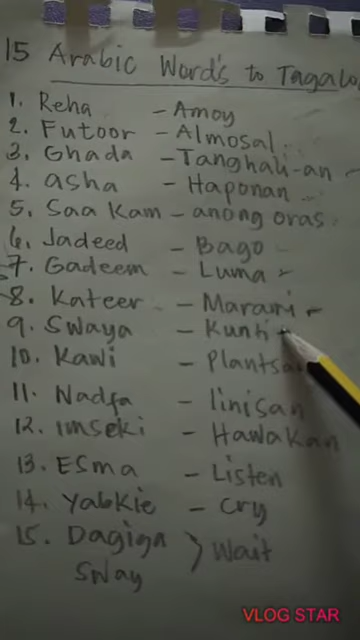 15 Arabic Word's to Tagalo
1. Reha - Amoy
2. Futoor - Almosal
3. Ghada - Tanghali-an
4. asha - Haponan
5. Saa Kam - anong oras
6. Jadeed - Bago
7. Gadeem - Luma
8. Kateer - Marami
9. Swaya - Kunti
10. Kawi - Plantsa
11. Nadfa - linisan
12. imseki - Hawakan
13. Esma - Listen
14. Yabkie - Cry
15. Dagiga } Wait
Sway
VLOG STAR